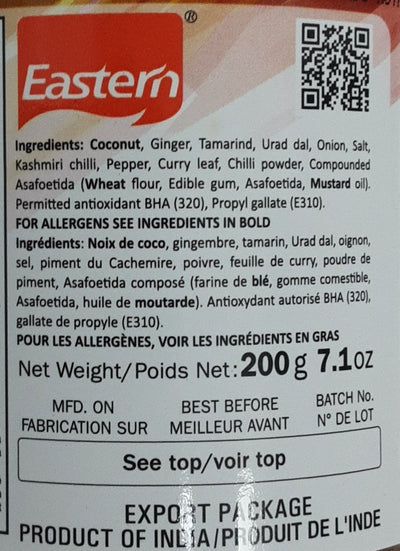 Eastern®
Ingredients: Coconut, Ginger, Tamarind, Urad dal, Onion, Salt,
Kashmiri chilli, Pepper, Curry leaf, Chilli powder, Compounded
Asafoetida (Wheat flour, Edible gum, Asafoetida, Mustard oil).
Permitted antioxidant BHA (320), Propyl gallate (E310).
FOR ALLERGENS SEE INGREDIENTS IN BOLD
Ingrédients: Noix de coco, gingembre, tamarin, Urad dal, oignon,
sel, piment du Cachemire, poivre, feuille de curry, poudre de
piment, Asafoetida composé (farine de blé, gomme comestible,
Asafoetida, huile de moutarde). Antioxydant autorisé BHA (320),
gallate de propyle (E310).
POUR LES ALLERGÈNES, VOIR LES INGRÉDIENTS EN GRAS
Net Weight/Poids Net: 200 g 7.1oz
MFD. ON BEST BEFORE BATCH No.
FABRICATION SUR MEILLEUR AVANT N° DE LOT
See top/voir top
EXPORT PACKAGE
PRODUCT OF INDIA/PRODUIT DE L'INDE